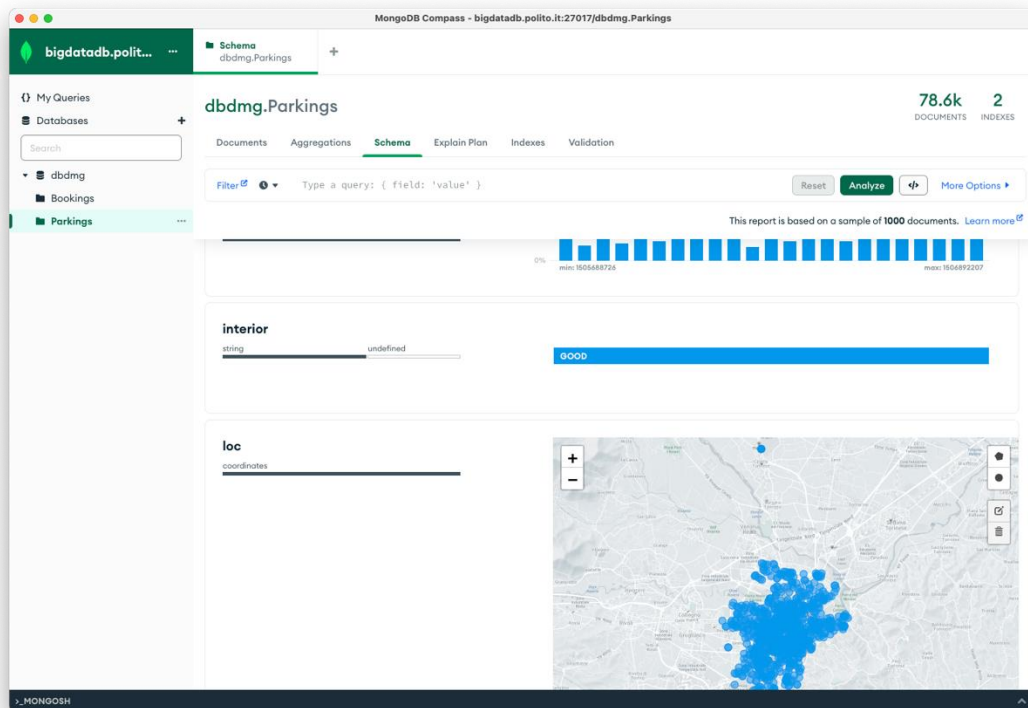 MongoDB Compass - bigdatadb.polito.it:27017/dbdmg.Parkings
bigdatadb.polit... ...
Schema
dbdmg.Parkings
+
{} My Queries
Databases +
Search
dbdmg
Bookings
Parkings ...
dbdmg.Parkings
78.6k
DOCUMENTS
2
INDEXES
Documents Aggregations Schema Explain Plan Indexes Validation
Filter Type a query: { field: 'value' } Reset Analyze </> More Options
This report is based on a sample of 1000 documents. Learn more
0%
min: 1505688726 max: 1506892207
interior
string undefined
GOOD
loc
coordinates
+
−
>_MONGOSH